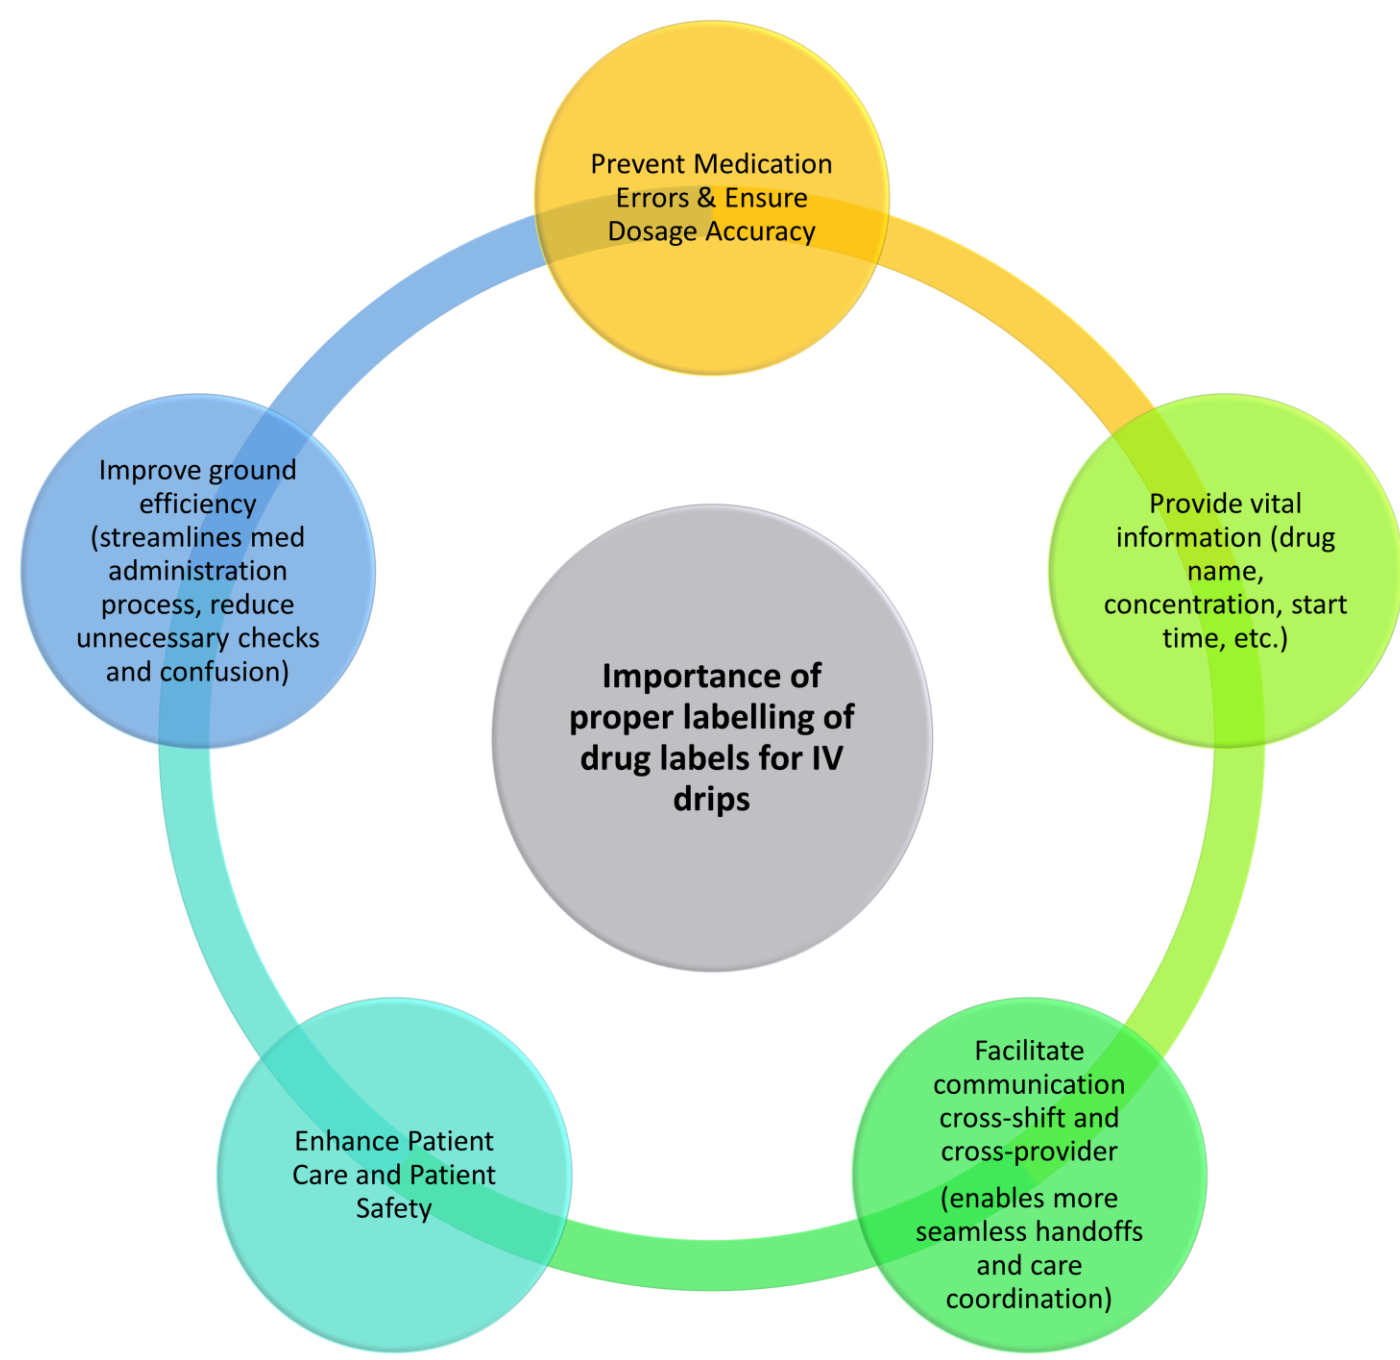 Prevent Medication
Errors & Ensure
Dosage Accuracy
Provide vital
information (drug
name,
concentration, start
time, etc.)
Facilitate
communication
cross-shift and
cross-provider
(enables more
seamless handoffs
and care
coordination)
Enhance Patient
Care and Patient
Safety
Improve ground
efficiency
(streamlines med
administration
process, reduce
unnecessary checks
and confusion)
Importance of
proper labelling of
drug labels for IV
drips